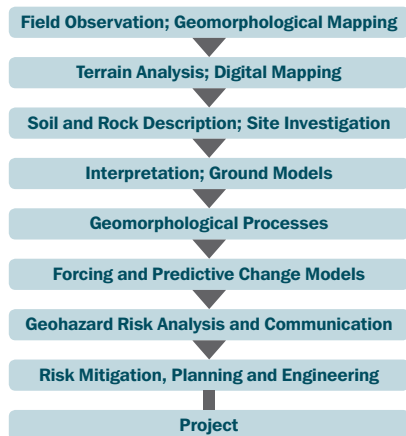 Field Observation; Geomorphological Mapping
Terrain Analysis; Digital Mapping
Soil and Rock Description; Site Investigation
Interpretation; Ground Models
Geomorphological Processes
Forcing and Predictive Change Models
Geohazard Risk Analysis and Communication
Risk Mitigation, Planning and Engineering
Project